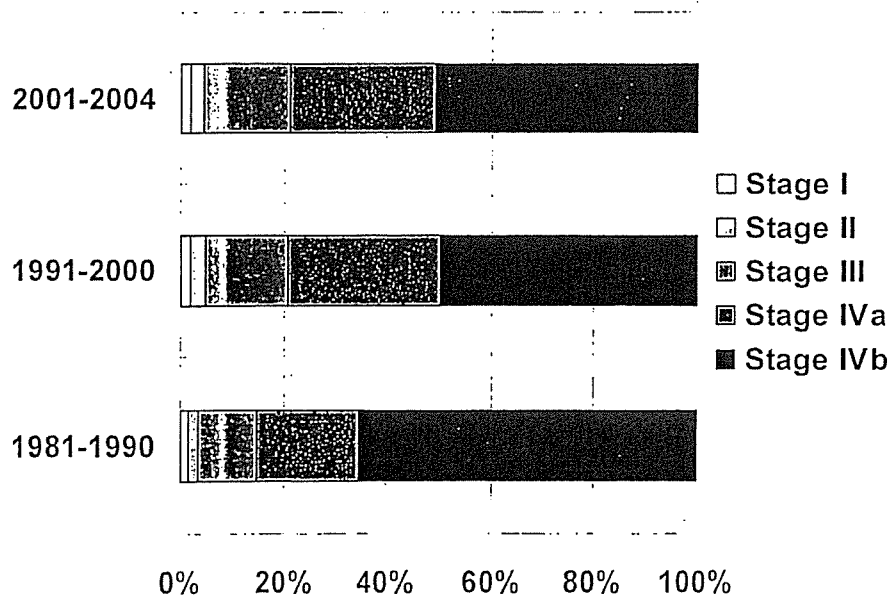 2001-2004
1991-2000
1981-1990
0% 20% 40% 60% 80% 100%
Stage I
Stage II
Stage III
Stage IVa
Stage IVb